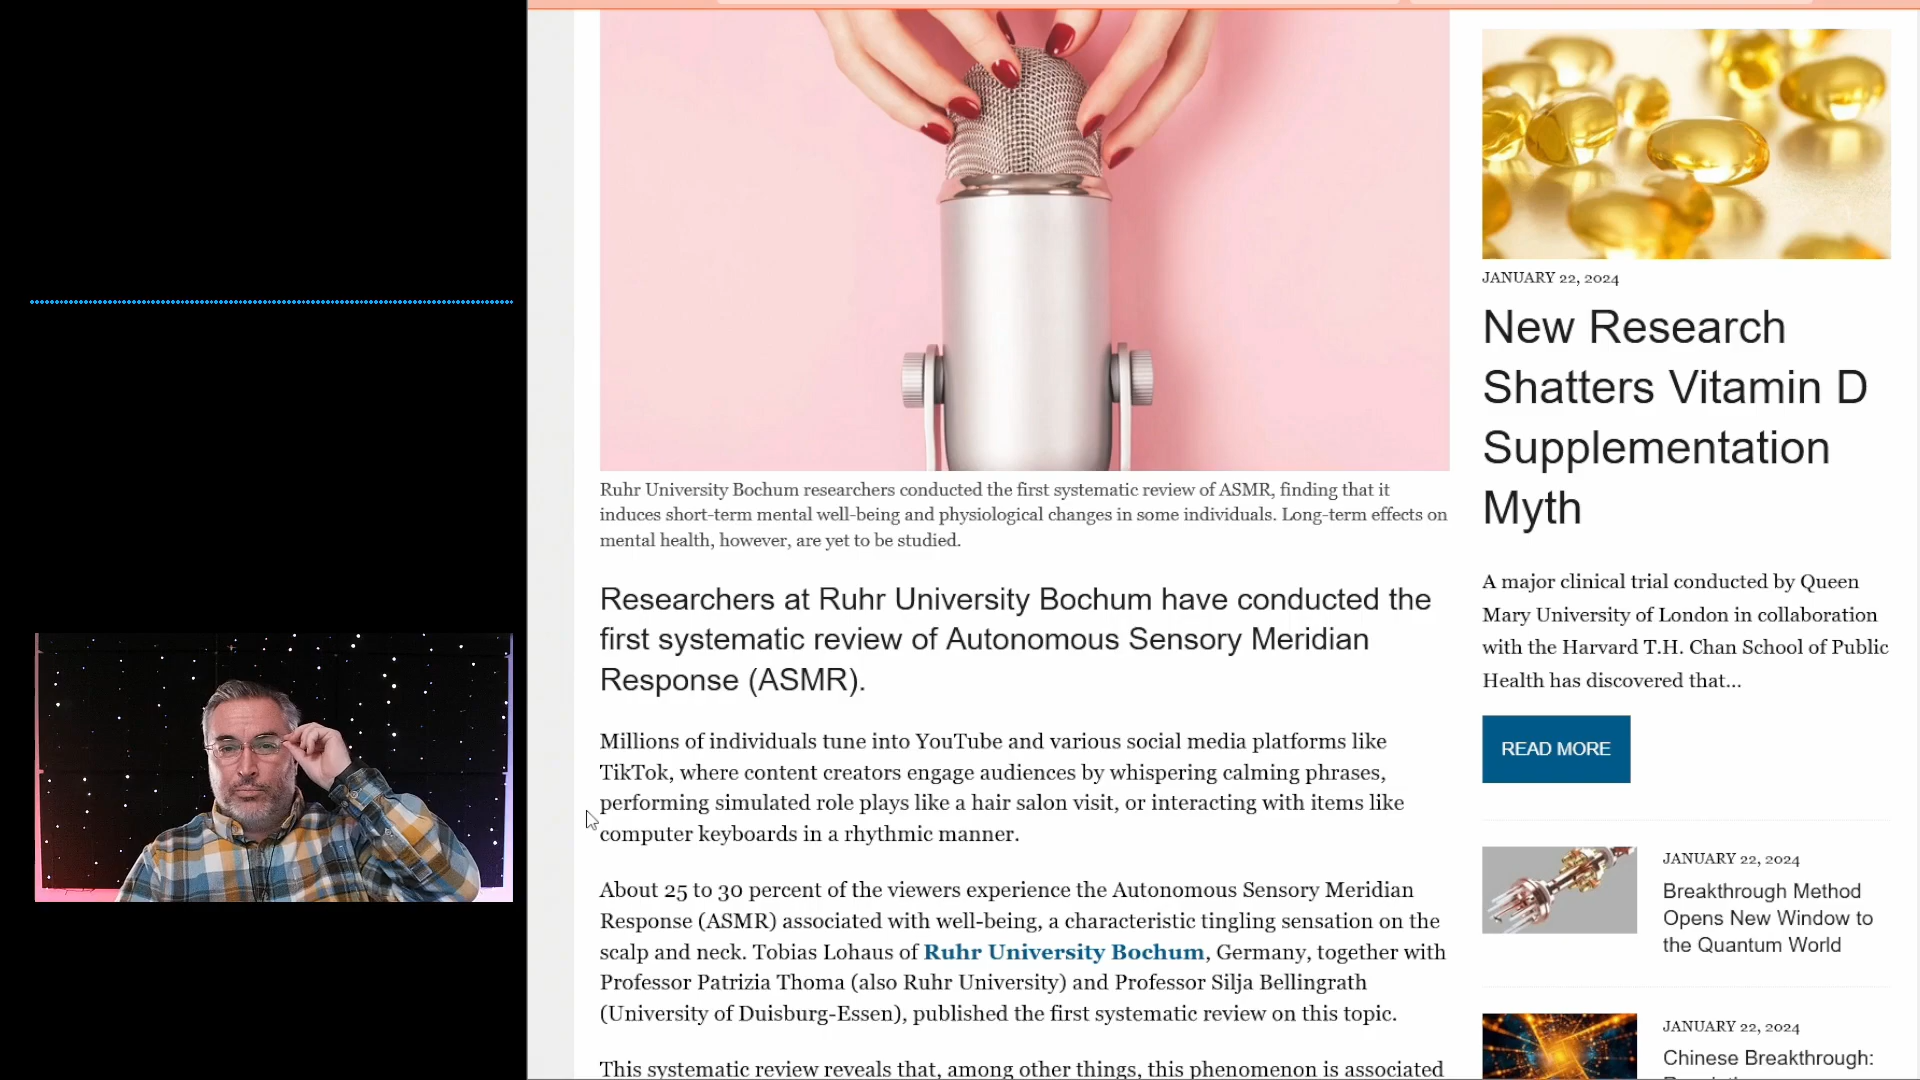 Ruhr University Bochum researchers conducted the first systematic review of ASMR, finding that it
induces short-term mental well-being and physiological changes in some individuals. Long-term effects on
mental health, however, are yet to be studied.
Researchers at Ruhr University Bochum have conducted the
first systematic review of Autonomous Sensory Meridian
Response (ASMR).
Millions of individuals tune into YouTube and various social media platforms like
TikTok, where content creators engage audiences by whispering calming phrases,
performing simulated role plays like a hair salon visit, or interacting with items like
computer keyboards in a rhythmic manner.
About 25 to 30 percent of the viewers experience the Autonomous Sensory Meridian
Response (ASMR) associated with well-being, a characteristic tingling sensation on the
scalp and neck. Tobias Lohaus of Ruhr University Bochum, Germany, together with
Professor Patrizia Thoma (also Ruhr University) and Professor Silja Bellingrath
(University of Duisburg-Essen), published the first systematic review on this topic.
This systematic review reveals that, among other things, this phenomenon is associated
JANUARY 22, 2024
New Research
Shatters Vitamin D
Supplementation
Myth
A major clinical trial conducted by Queen
Mary University of London in collaboration
with the Harvard T.H. Chan School of Public
Health has discovered that...
READ MORE
JANUARY 22, 2024
Breakthrough Method
Opens New Window to
the Quantum World
JANUARY 22, 2024
Chinese Breakthrough: